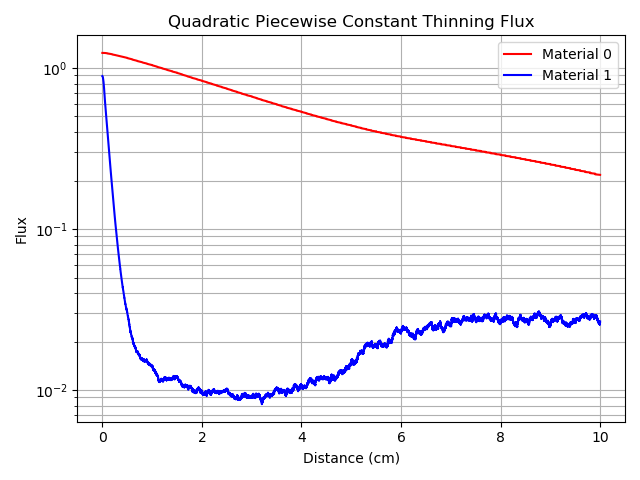 Quadratic Piecewise Constant Thinning Flux
Material 0
Material 1
Flux
10⁰
10⁻¹
10⁻²
0 2 4 6 8 10
Distance (cm)